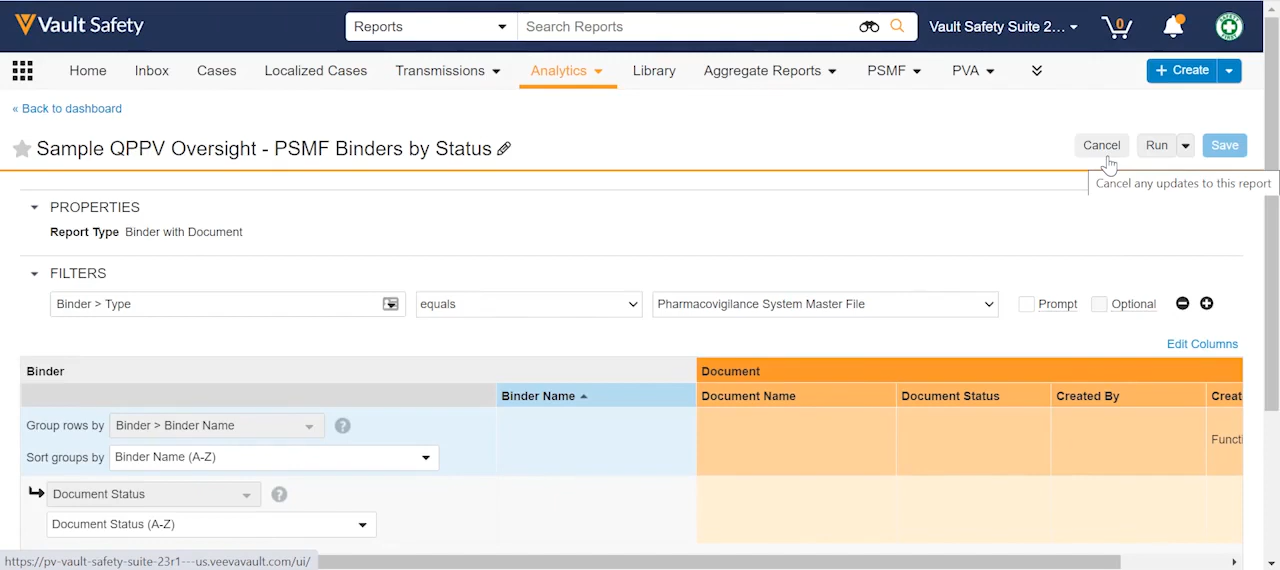 Vault Safety
Reports
Search Reports
Vault Safety Suite 2...
0
SAFETY FIRST
Home
Inbox
Cases
Localized Cases
Transmissions
Analytics
Library
Aggregate Reports
PSMF
PVA
+ Create
« Back to dashboard
Sample QPPV Oversight - PSMF Binders by Status
Cancel
Run
Save
Cancel any updates to this report
PROPERTIES
Report Type Binder with Document
FILTERS
Binder > Type
equals
Pharmacovigilance System Master File
Prompt
Optional
Edit Columns
Binder
Document
Binder Name
Document Name
Document Status
Created By
Creat
Group rows by Binder > Binder Name ?
Functi
Sort groups by Binder Name (A-Z)
Document Status ?
Document Status (A-Z)
https://pv-vault-safety-suite-23r1---us.veevavault.com/ui/